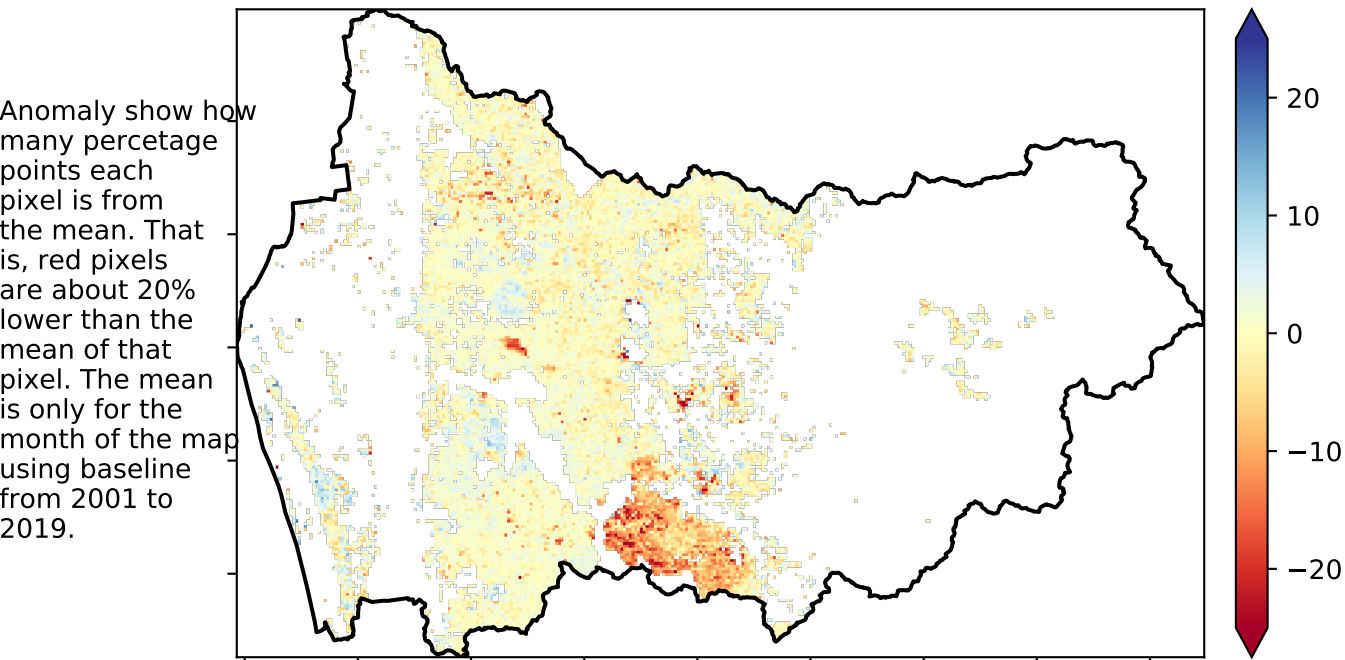 Anomaly show how
many percetage
points each
pixel is from
the mean. That
is, red pixels
are about 20%
lower than the
mean of that
pixel. The mean
is only for the
month of the map
using baseline
from 2001 to
2019.
20
10
0
−10
−20